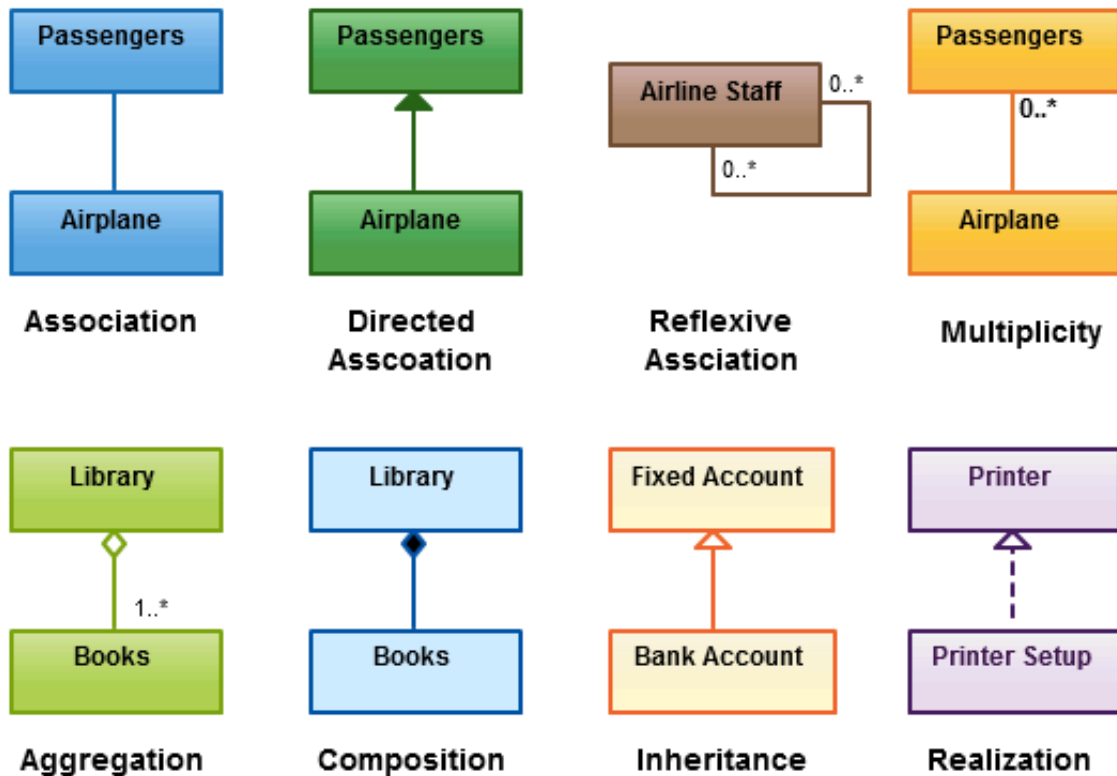 Passengers
Airplane
Association
Passengers
Airplane
Directed
Asscoation
Airline Staff
0..*
0..*
Reflexive
Assciation
Passengers
0..*
Airplane
Multiplicity
Library
1..*
Books
Aggregation
Library
Books
Composition
Fixed Account
Bank Account
Inheritance
Printer
Printer Setup
Realization